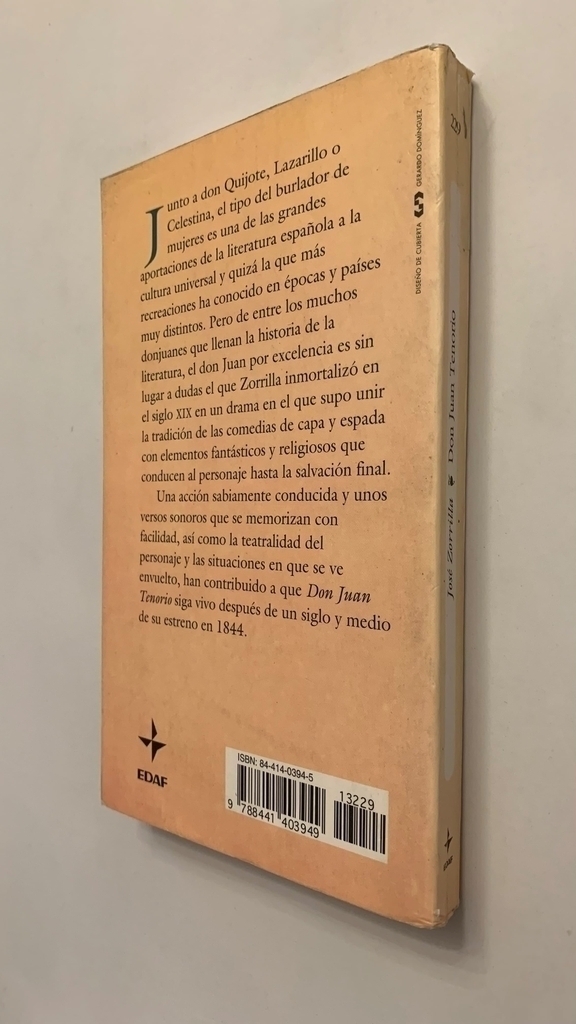 Junto a don Quijote, Lazarillo o
Celestina, el tipo del burlador de
mujeres es una de las grandes
aportaciones de la literatura española a la
cultura universal y quizá la que más
recreaciones ha conocido en épocas y países
muy distintos. Pero de entre los muchos
donjuanes que llenan la historia de la
literatura, el don Juan por excelencia es sin
lugar a dudas el que Zorrilla inmortalizó en
el siglo XIX en un drama en el que supo unir
la tradición de las comedias de capa y espada
con elementos fantásticos y religiosos que
conducen al personaje hasta la salvación final.
Una acción sabiamente conducida y unos
versos sonoros que se memorizan con
facilidad, así como la teatralidad del
personaje y las situaciones en que se ve
envuelto, han contribuido a que Don Juan
Tenorio siga vivo después de un siglo y medio
de su estreno en 1844.
EDAF
ISBN: 84-414-0394-5
13229
9 788441 403949
DISEÑO DE CUBIERTA GERARDO DOMÍNGUEZ
229
José Zorrilla Don Juan Tenorio
EDAF